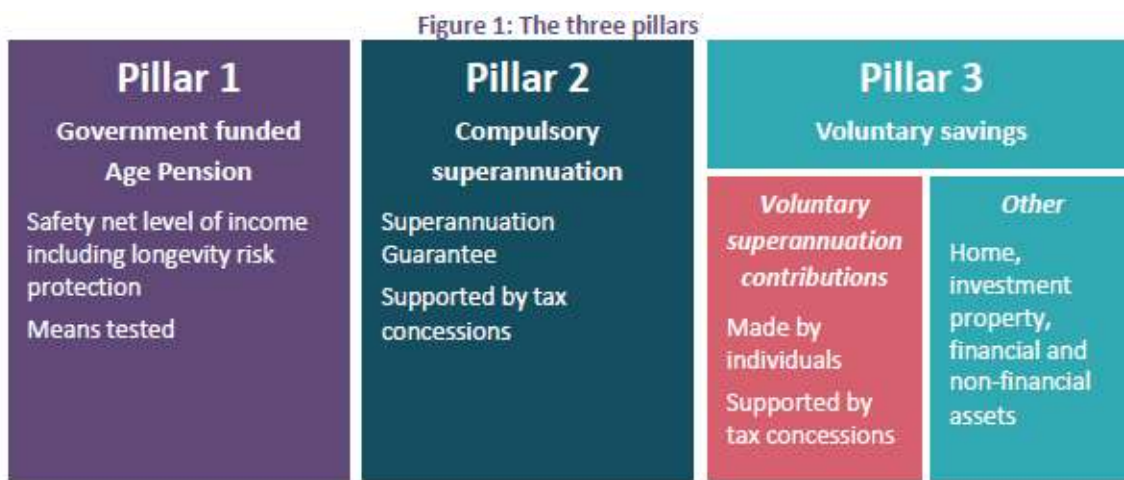 Figure 1: The three pillars
Pillar 1
Government funded
Age Pension
Safety net level of income
including longevity risk
protection
Means tested
Pillar 2
Compulsory
superannuation
Superannuation
Guarantee
Supported by tax
concessions
Pillar 3
Voluntary savings
Voluntary
superannuation
contributions
Made by
individuals
Supported by
tax concessions
Other
Home,
investment
property,
financial and
non-financial
assets